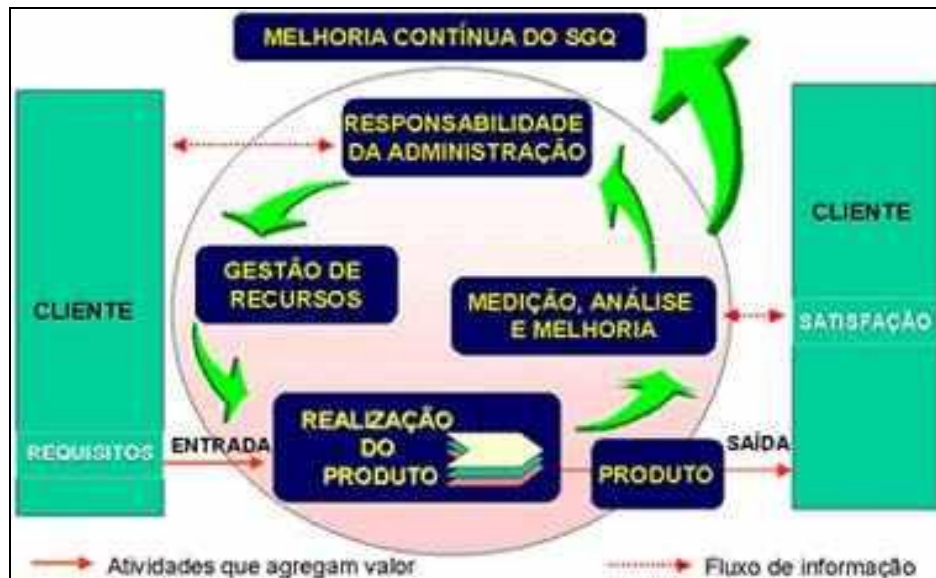 MELHORIA CONTÍNUA DO SGQ
RESPONSABILIDADE
DA ADMINISTRAÇÃO
CLIENTE
GESTÃO DE
RECURSOS
CLIENTE
MEDIÇÃO, ANÁLISE
E MELHORIA
SATISFAÇÃO
REALIZAÇÃO
DO
PRODUTO
REQUISITOS
ENTRADA
PRODUTO
SAÍDA
Atividades que agregam valor
Fluxo de informação